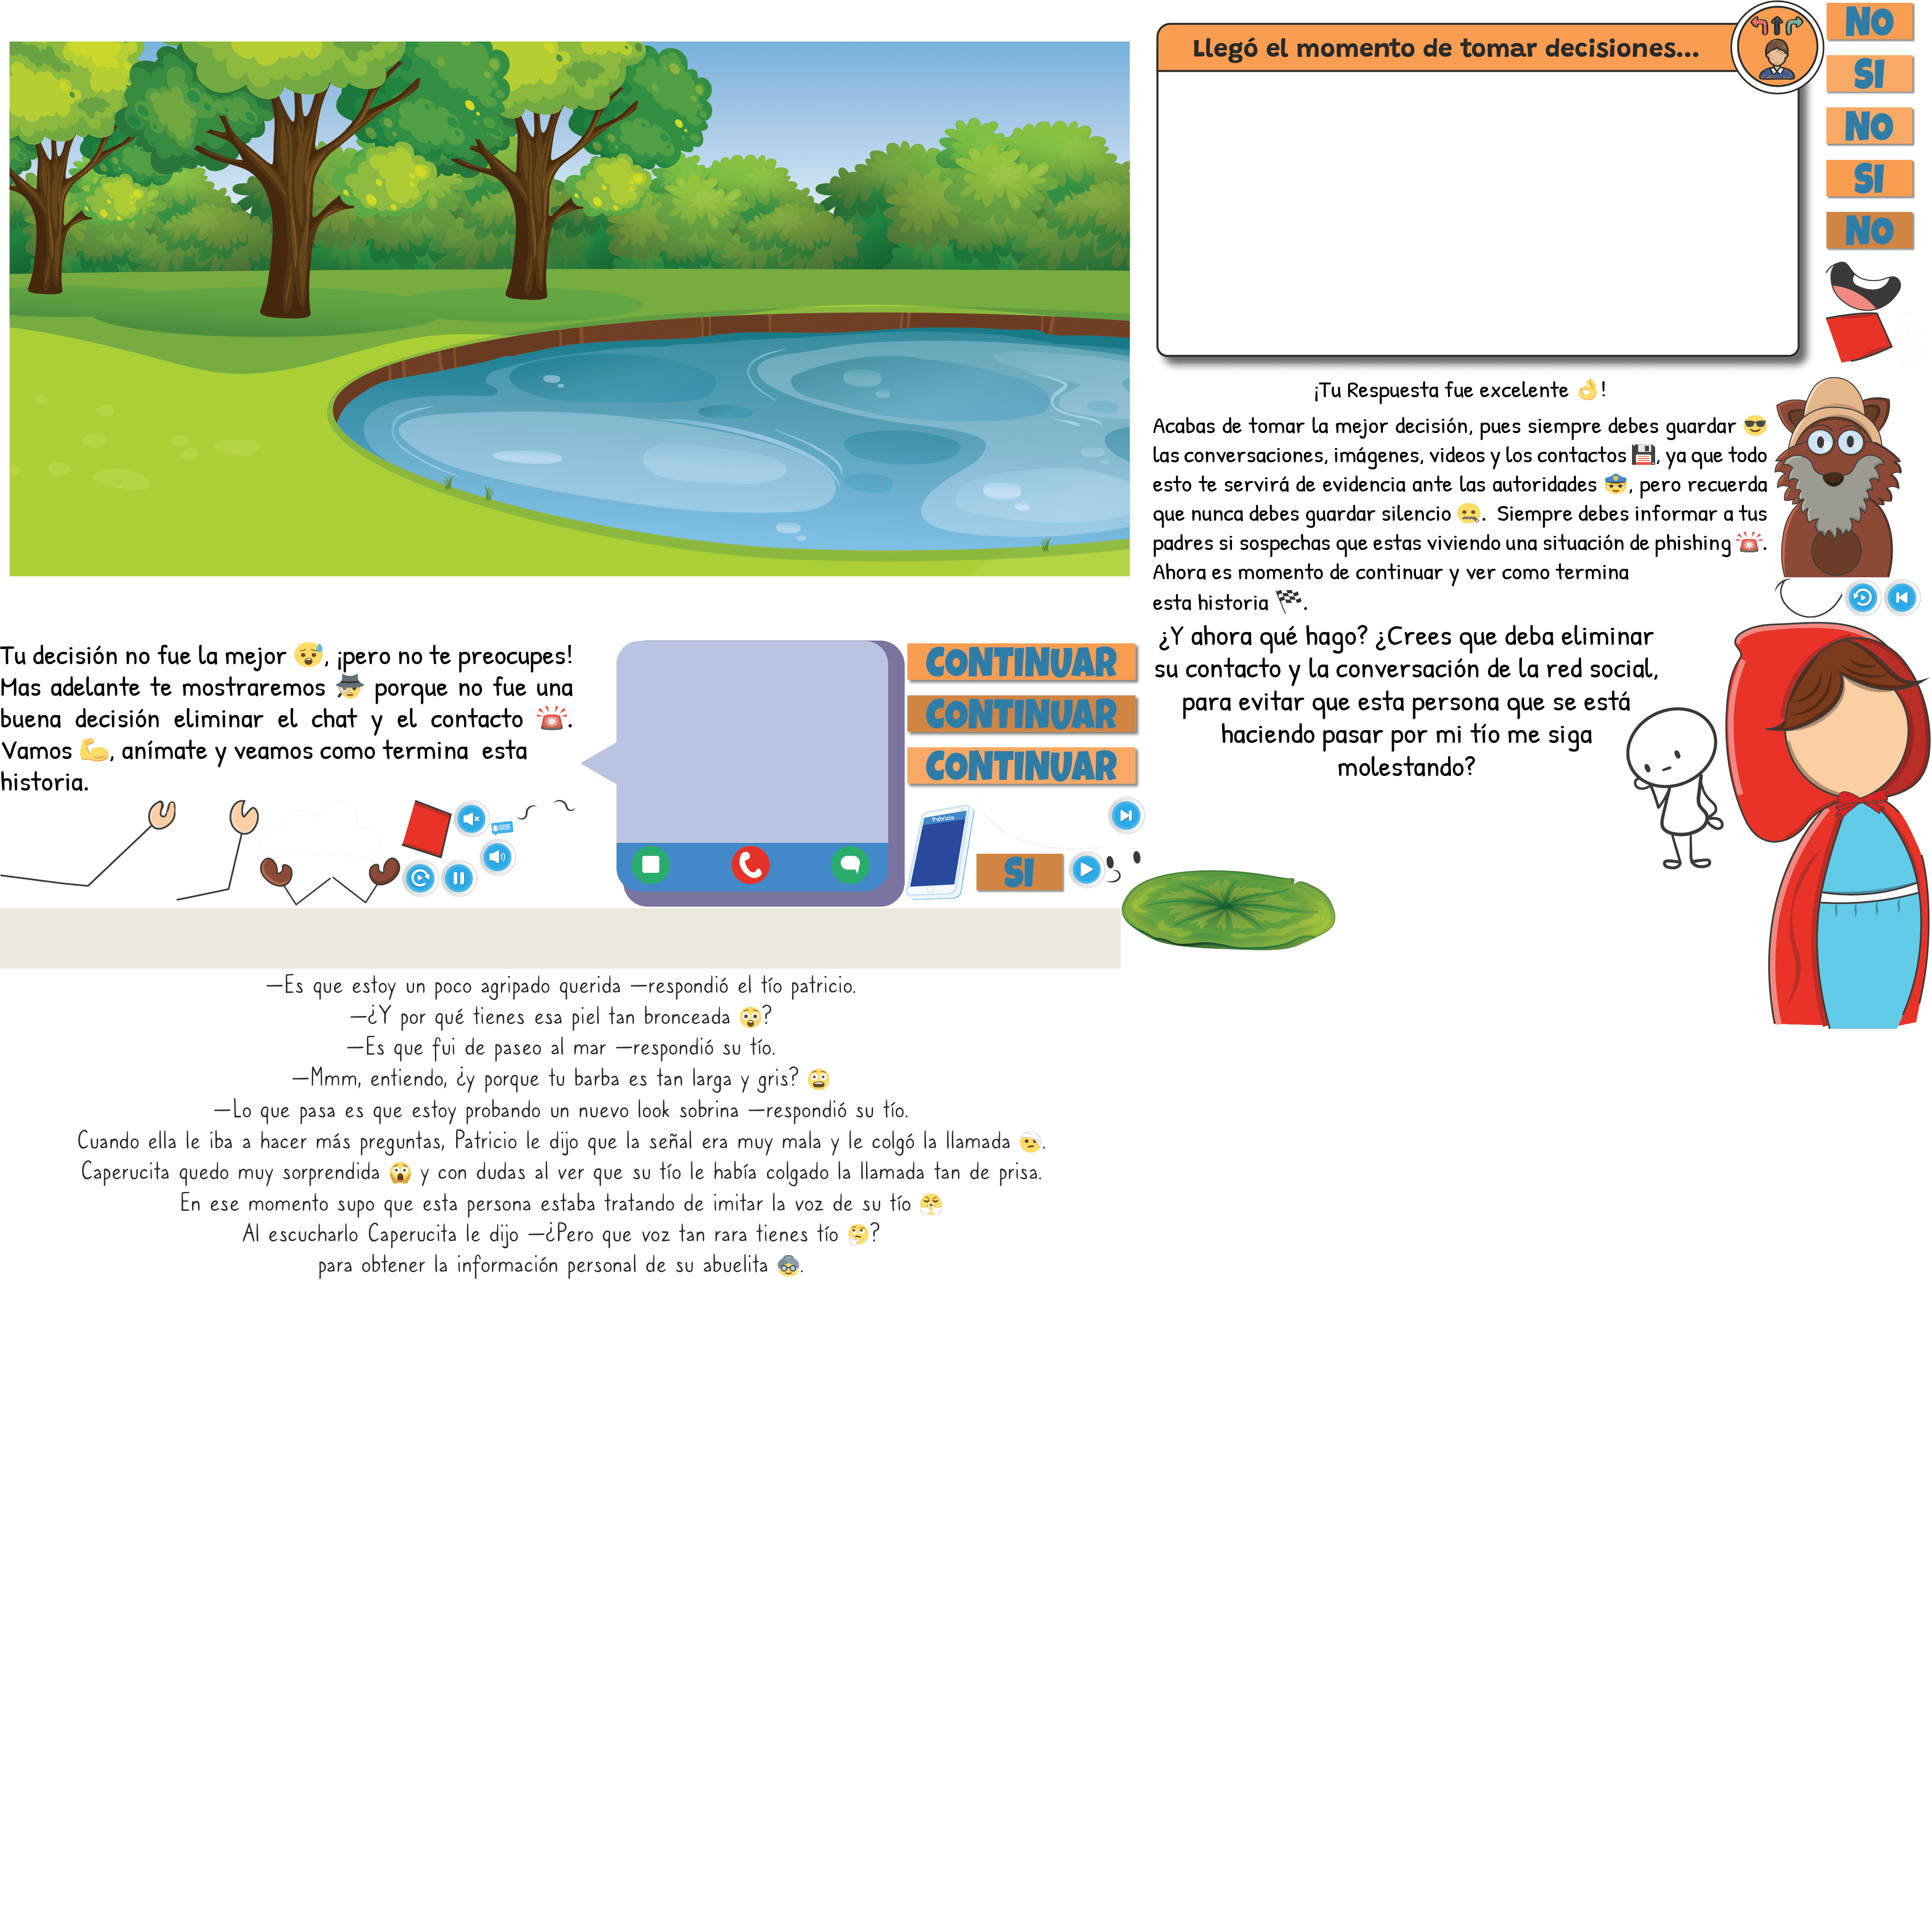 Llegó el momento de tomar decisiones...
NO
SI
NO
SI
NO
¡Tu Respuesta fue excelente 👌!
Acabas de tomar la mejor decisión, pues siempre debes guardar 😎
las conversaciones, imágenes, videos y los contactos 💾, ya que todo
esto te servirá de evidencia ante las autoridades 👮, pero recuerda
que nunca debes guardar silencio 🤐. Siempre debes informar a tus
padres si sospechas que estas viviendo una situación de phishing 🚨.
Ahora es momento de continuar y ver como termina
esta historia 🏁.
¿Y ahora qué hago? ¿Crees que deba eliminar
su contacto y la conversación de la red social,
para evitar que esta persona que se está
haciendo pasar por mi tío me siga
molestando?
Tu decisión no fue la mejor 😅, ¡pero no te preocupes!
Mas adelante te mostraremos 🕵 porque no fue una
buena decisión eliminar el chat y el contacto 🚨.
Vamos 💪, anímate y veamos como termina esta
historia.
CONTINUAR
CONTINUAR
CONTINUAR
Patricio
SI
—Es que estoy un poco agripado querida —respondió el tío patricio.
—¿Y por qué tienes esa piel tan bronceada 😲?
—Es que fui de paseo al mar —respondió su tío.
—Mmm, entiendo, ¿y porque tu barba es tan larga y gris? 😨
—Lo que pasa es que estoy probando un nuevo look sobrina —respondió su tío.
Cuando ella le iba a hacer más preguntas, Patricio le dijo que la señal era muy mala y le colgó la llamada 🤕.
Caperucita quedo muy sorprendida 😱 y con dudas al ver que su tío le había colgado la llamada tan de prisa.
En ese momento supo que esta persona estaba tratando de imitar la voz de su tío 😤
Al escucharlo Caperucita le dijo —¿Pero que voz tan rara tienes tío 🤔?
para obtener la información personal de su abuelita 👵.